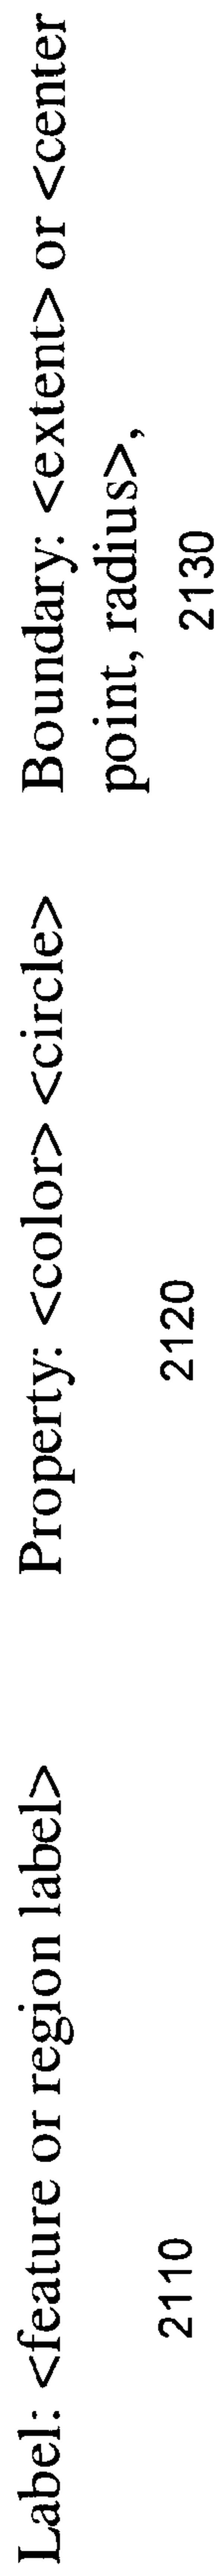 Label: <feature or region label>
2110
Property: <color> <circle>
2120
Boundary: <extent> or <center
point, radius>,
2130